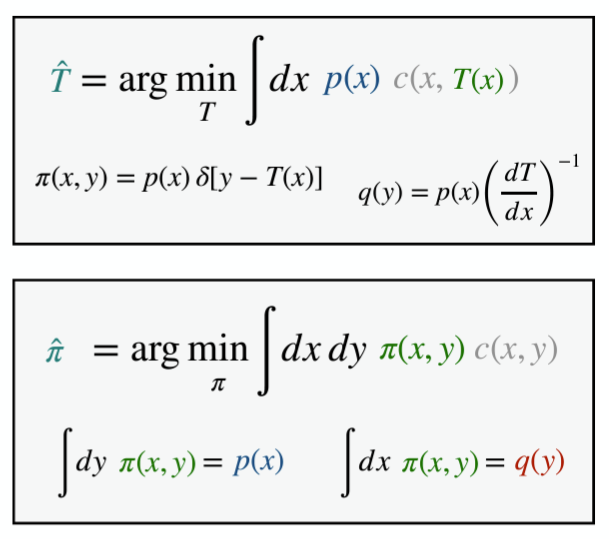 T̂ = arg min_T ∫ dx p(x) c(x, T(x))
π(x, y) = p(x) δ[y − T(x)]   q(y) = p(x) (dT/dx)^−1
π̂ = arg min_π ∫ dx dy π(x, y) c(x, y)
∫ dy π(x, y) = p(x)   ∫ dx π(x, y) = q(y)